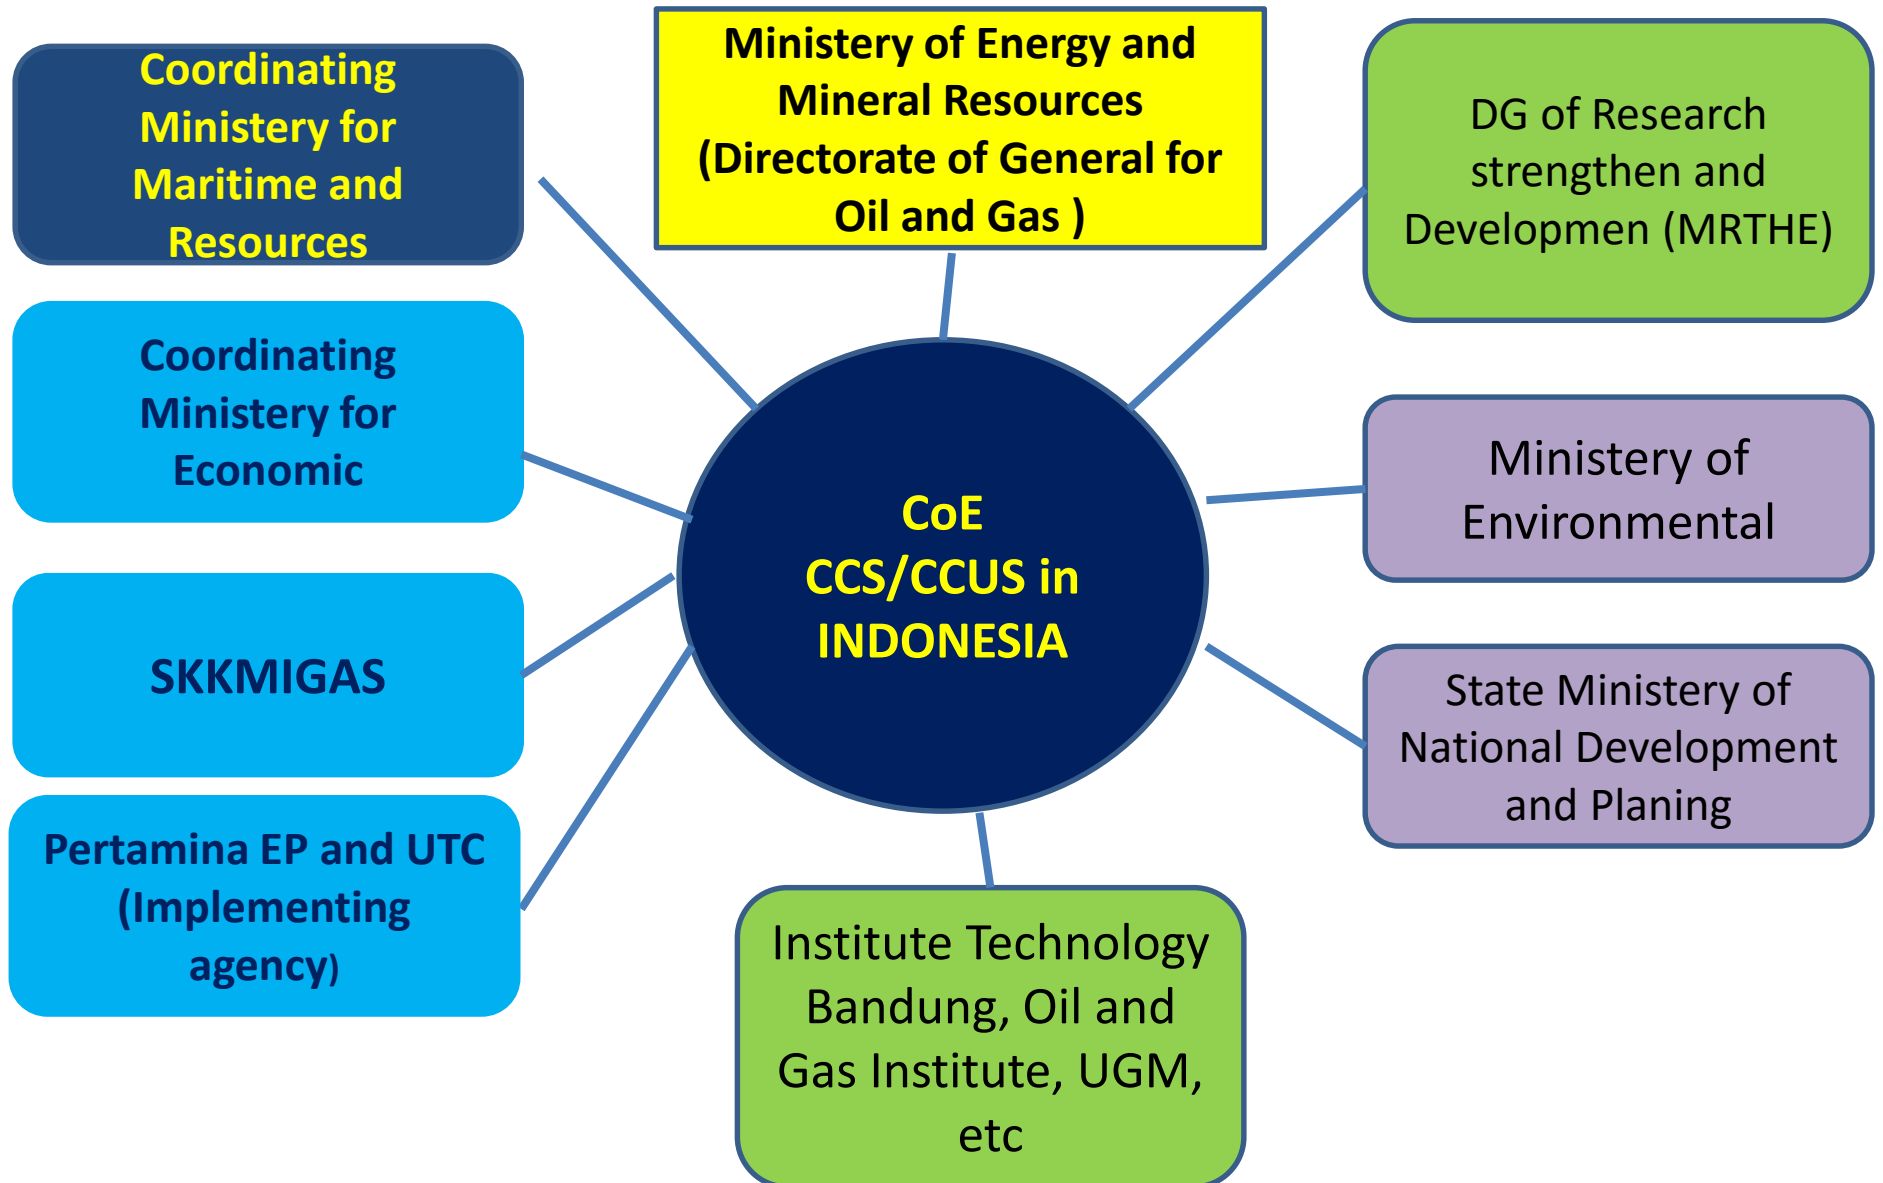 Coordinating
Ministery for
Maritime and
Resources
Ministery of Energy and
Mineral Resources
(Directorate of General for
Oil and Gas )
DG of Research
strengthen and
Developmen (MRTHE)
Coordinating
Ministery for
Economic
CoE
CCS/CCUS in
INDONESIA
Ministery of
Environmental
SKKMIGAS
State Ministery of
National Development
and Planing
Pertamina EP and UTC
(Implementing
agency)
Institute Technology
Bandung, Oil and
Gas Institute, UGM,
etc